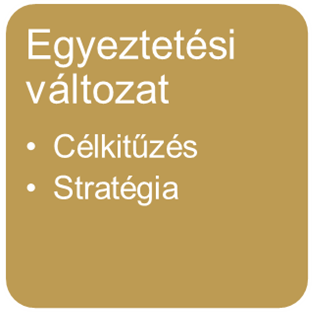 Egyeztetési
változat
• Célkitűzés
• Stratégia